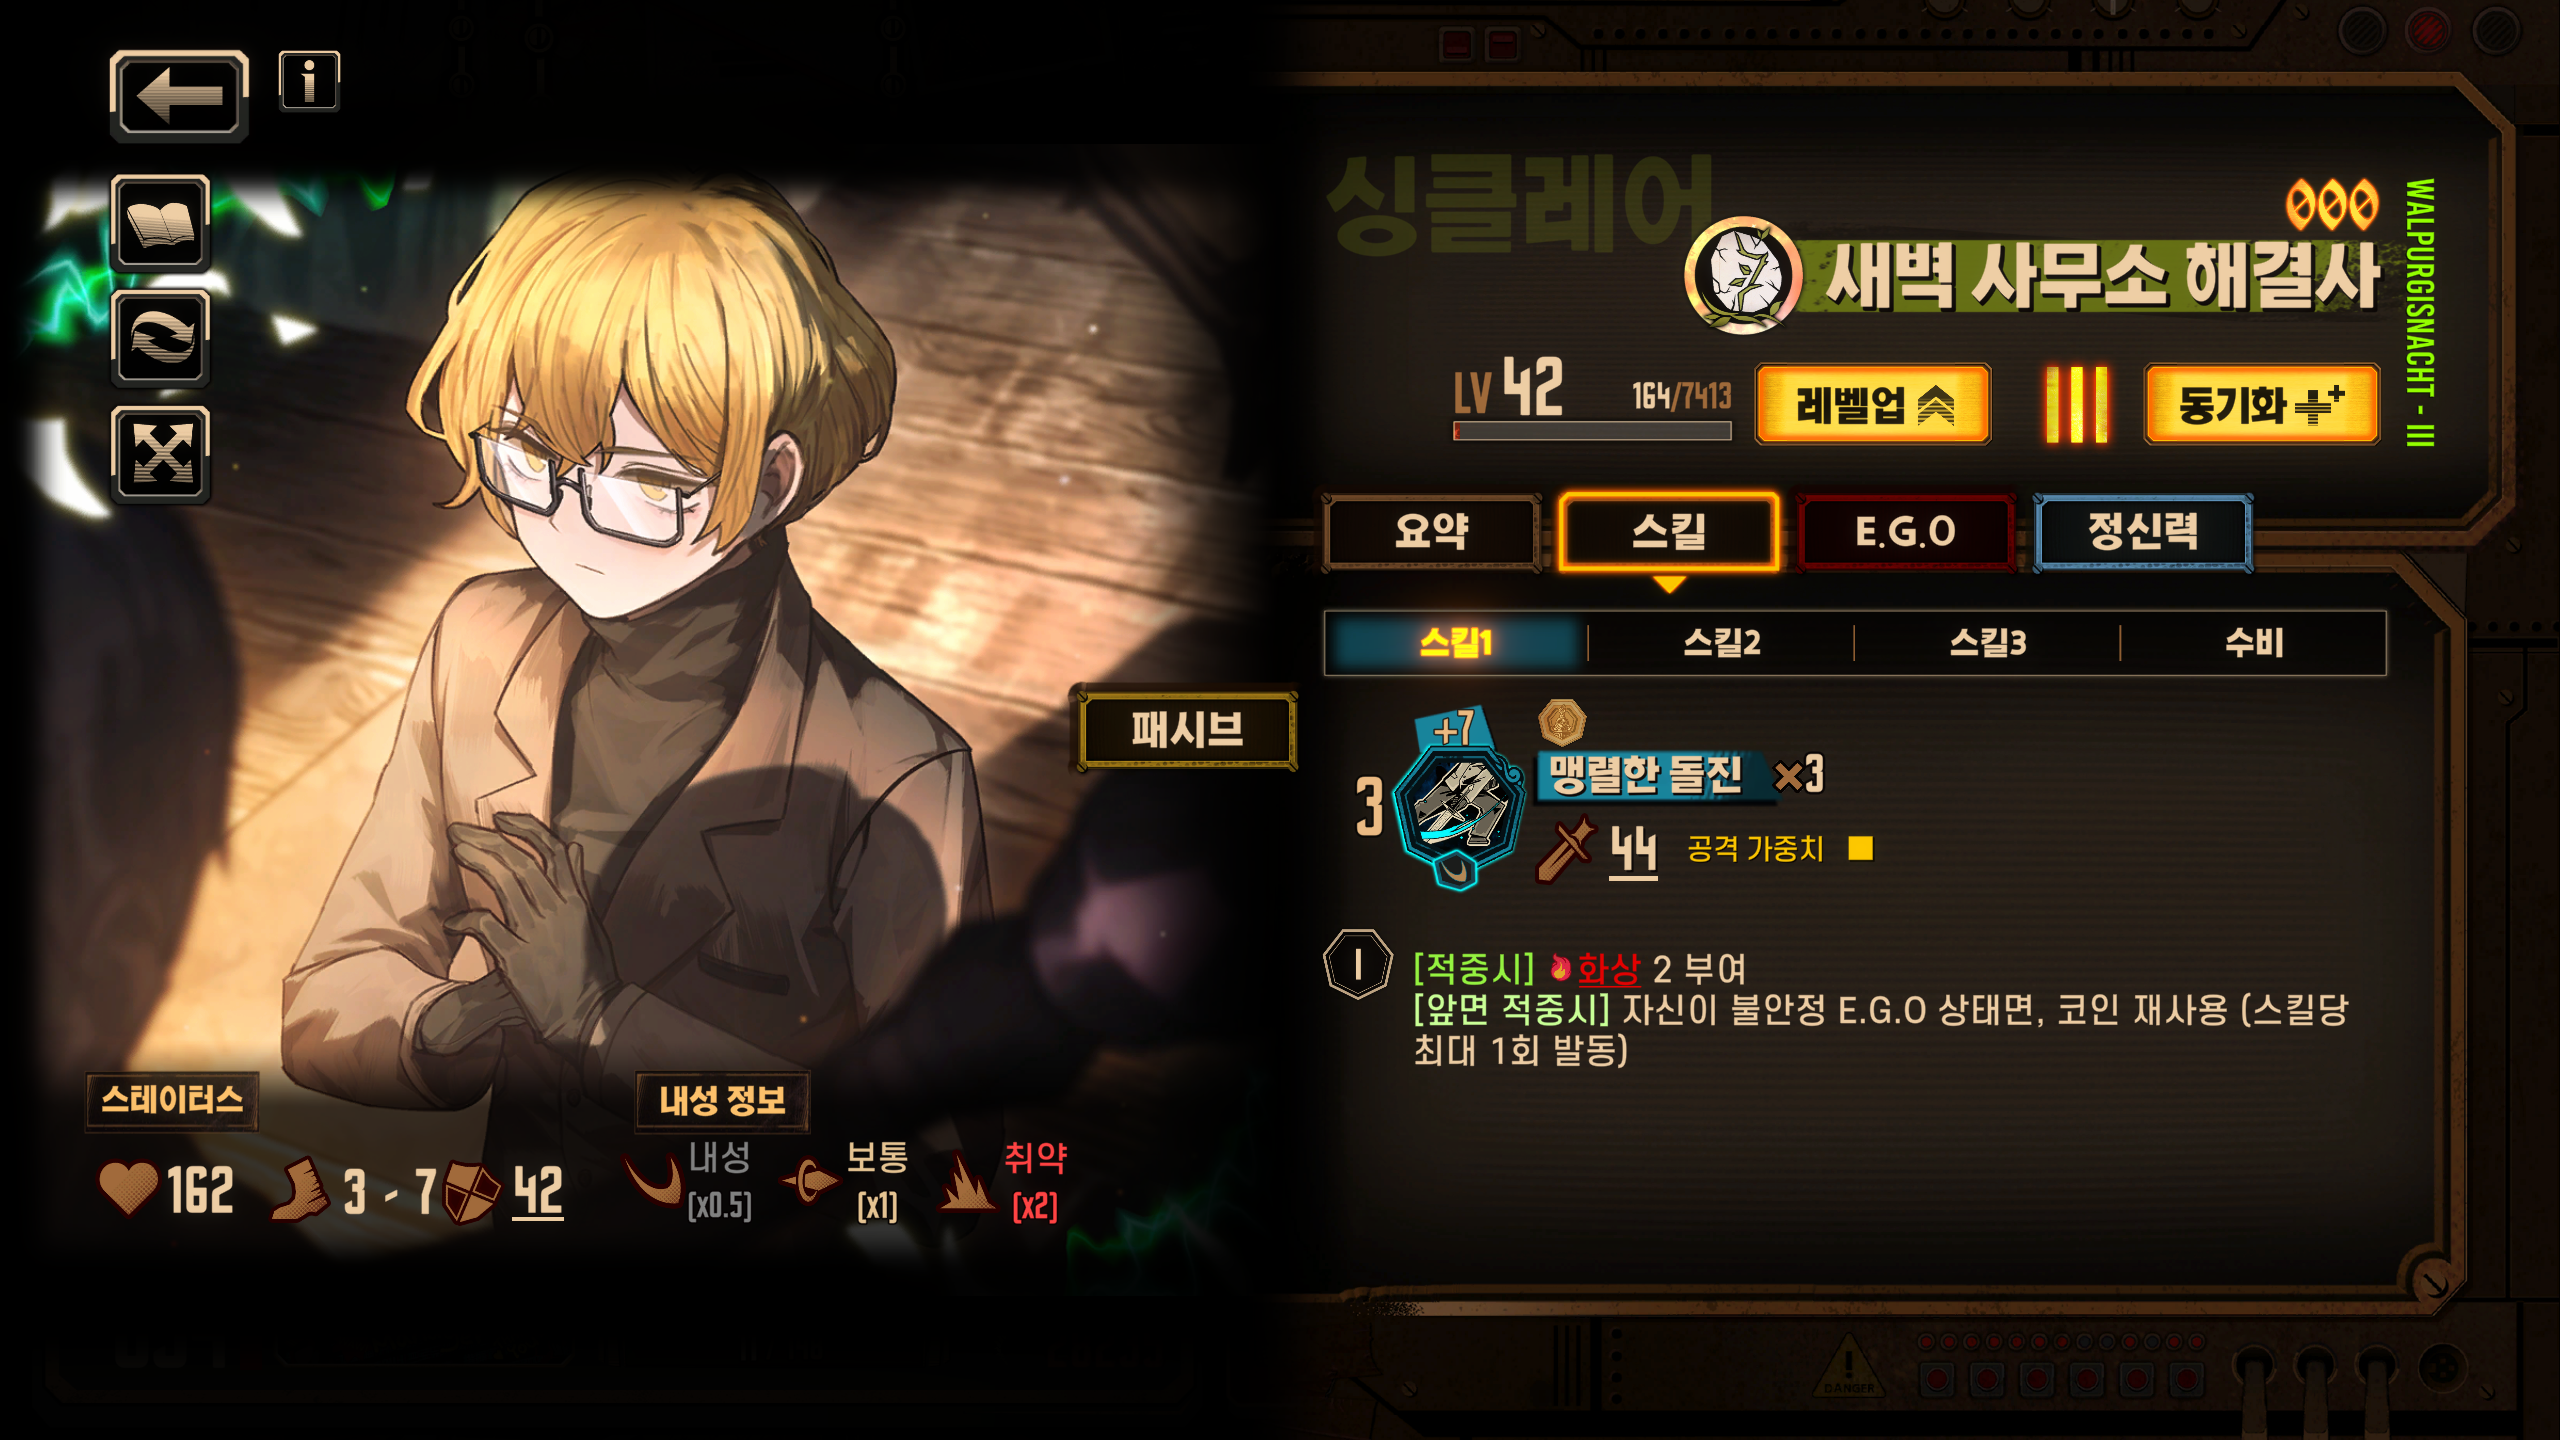 싱클레어
새벽 사무소 해결사
WALPURGISNACHT - III
LV 42
164/7413
레벨업
동기화
요약
스킬
E.G.O
정신력
스킬1
스킬2
스킬3
수비
패시브
+7
3
맹렬한 돌진 ×3
44
공격 가중치
I
[적중시] 화상 2 부여
[앞면 적중시] 자신이 불안정 E.G.O 상태면, 코인 재사용 (스킬당
최대 1회 발동)
스테이터스
162
3 - 7
42
내성 정보
내성
[x0.5]
보통
[x1]
취약
[x2]
DANGER